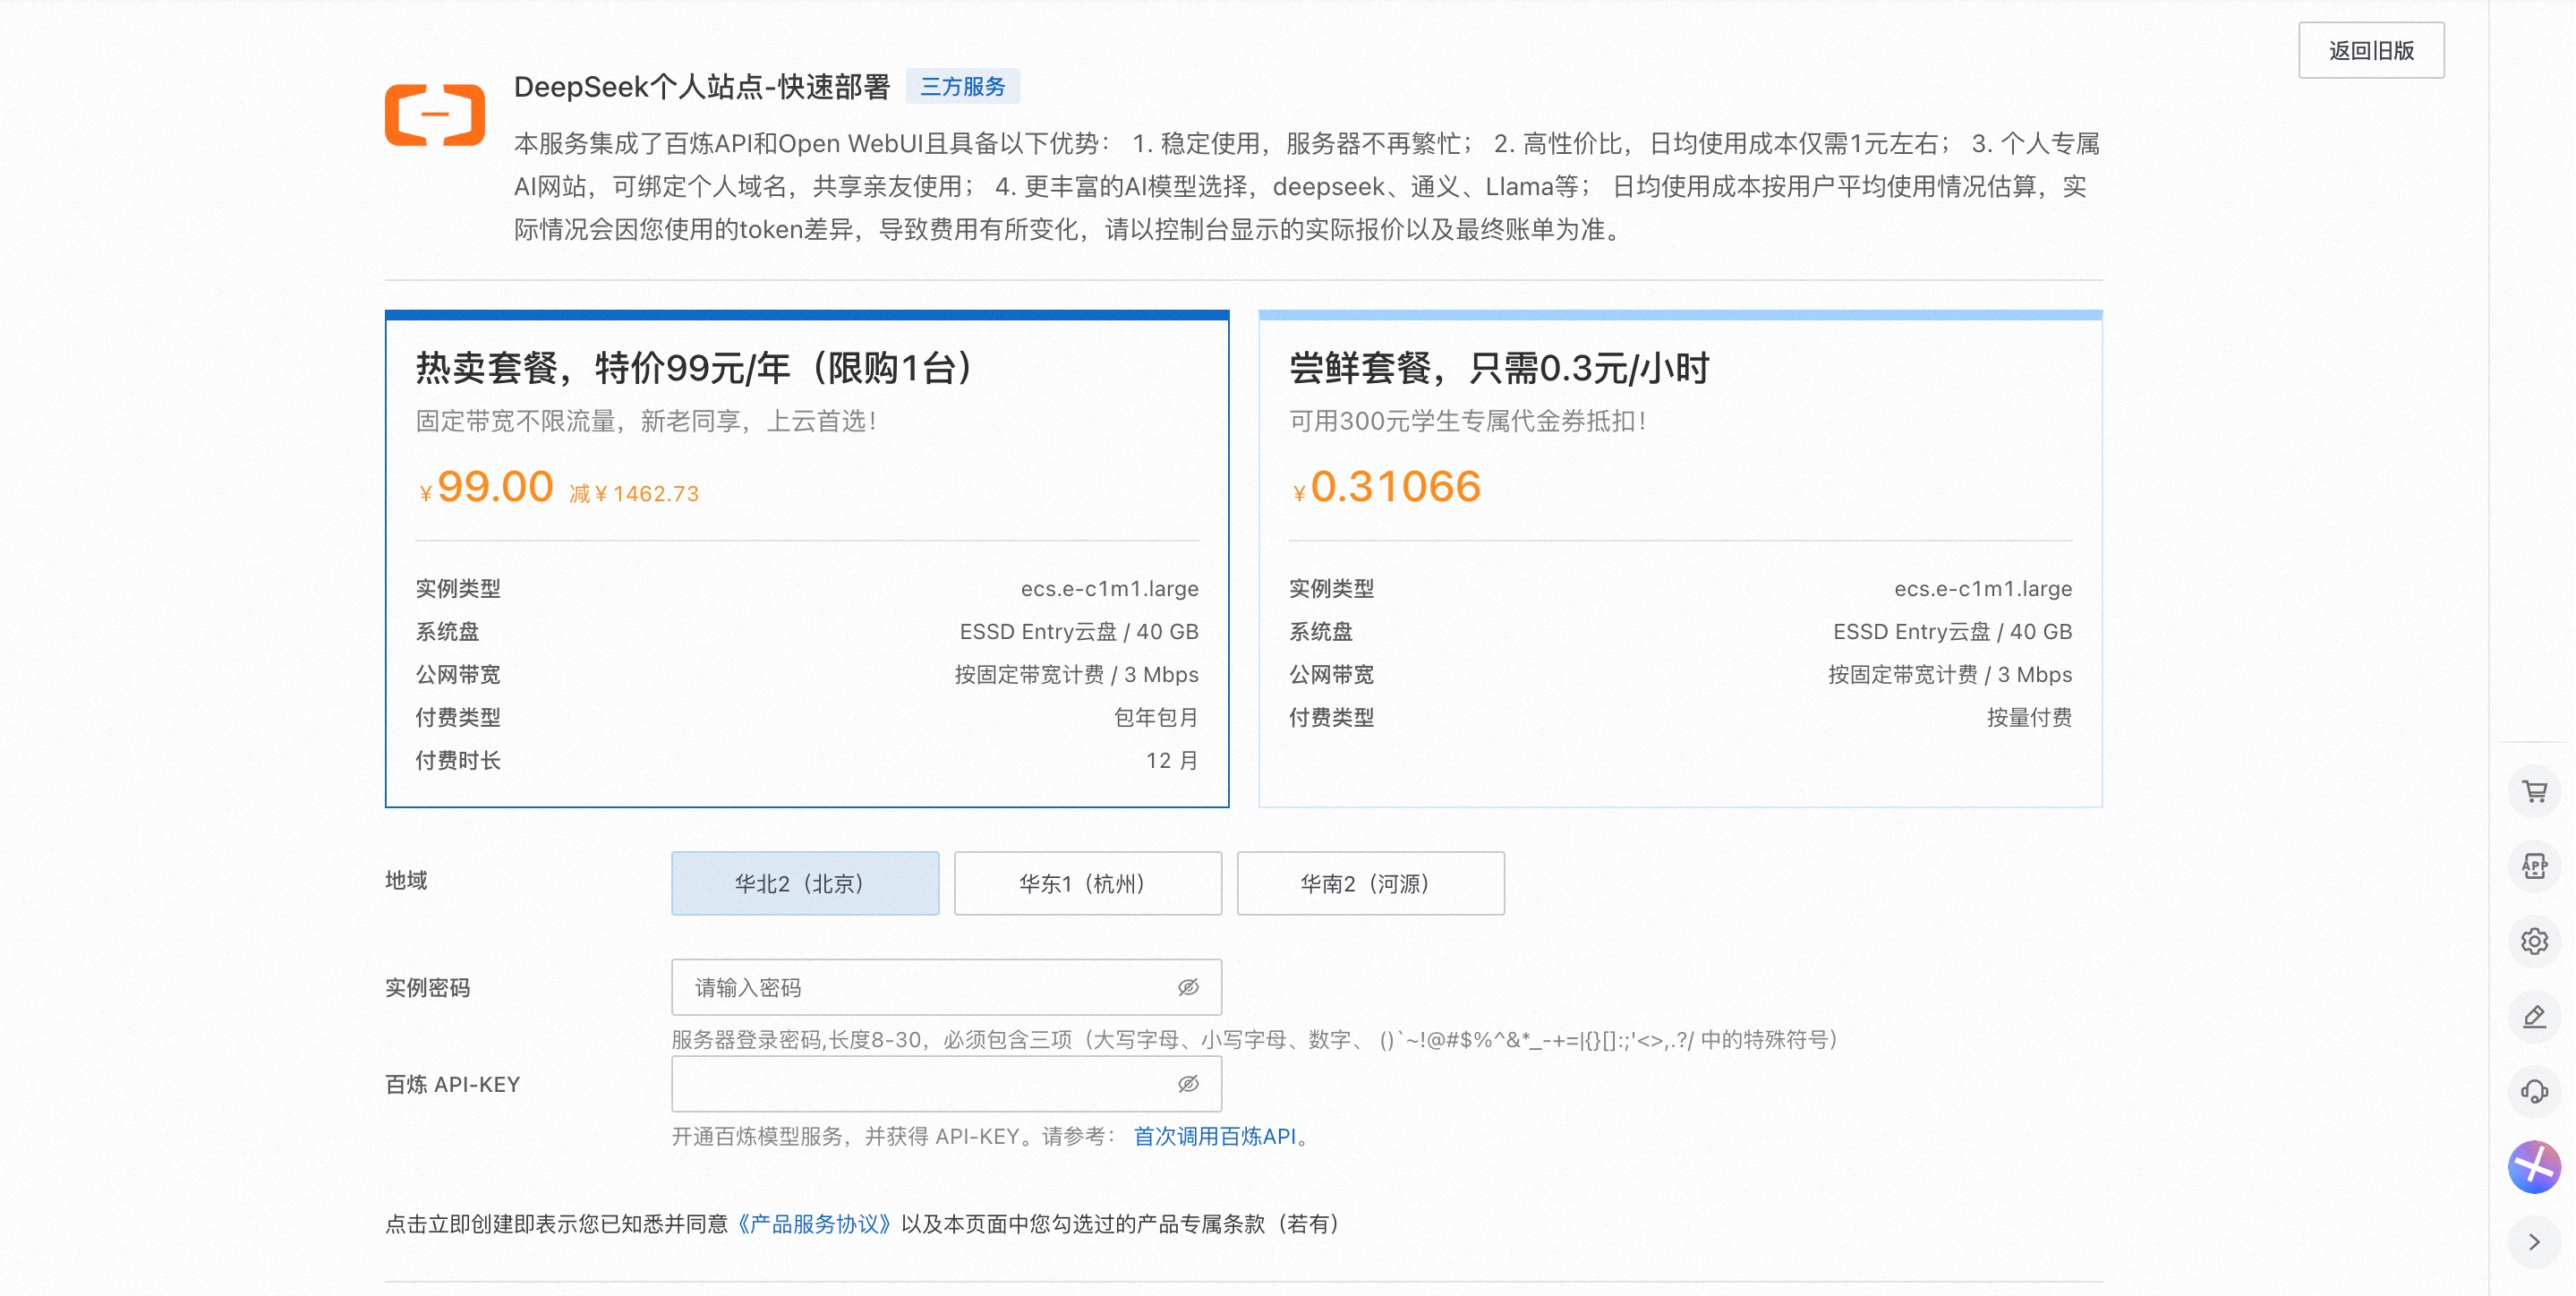 返回旧版
DeepSeek个人站点-快速部署 三方服务
本服务集成了百炼API和Open WebUI且具备以下优势： 1. 稳定使用，服务器不再繁忙； 2. 高性价比，日均使用成本仅需1元左右； 3. 个人专属
AI网站，可绑定个人域名，共享亲友使用； 4. 更丰富的AI模型选择，deepseek、通义、Llama等； 日均使用成本按用户平均使用情况估算，实
际情况会因您使用的token差异，导致费用有所变化，请以控制台显示的实际报价以及最终账单为准。
热卖套餐，特价99元/年（限购1台）
固定带宽不限流量，新老同享，上云首选！
¥99.00 减¥1462.73
实例类型 ecs.e-c1m1.large
系统盘 ESSD Entry云盘 / 40 GB
公网带宽 按固定带宽计费 / 3 Mbps
付费类型 包年包月
付费时长 12 月
尝鲜套餐，只需0.3元/小时
可用300元学生专属代金券抵扣！
¥0.31066
实例类型 ecs.e-c1m1.large
系统盘 ESSD Entry云盘 / 40 GB
公网带宽 按固定带宽计费 / 3 Mbps
付费类型 按量付费
地域 华北2（北京） 华东1（杭州） 华南2（河源）
实例密码 请输入密码
服务器登录密码,长度8-30，必须包含三项（大写字母、小写字母、数字、 ()`~!@#$%^&*_-+=|{}[]:;'<>,.?/ 中的特殊符号）
百炼 API-KEY
开通百炼模型服务，并获得 API-KEY。请参考： 首次调用百炼API。
点击立即创建即表示您已知悉并同意《产品服务协议》以及本页面中您勾选过的产品专属条款（若有）
APP